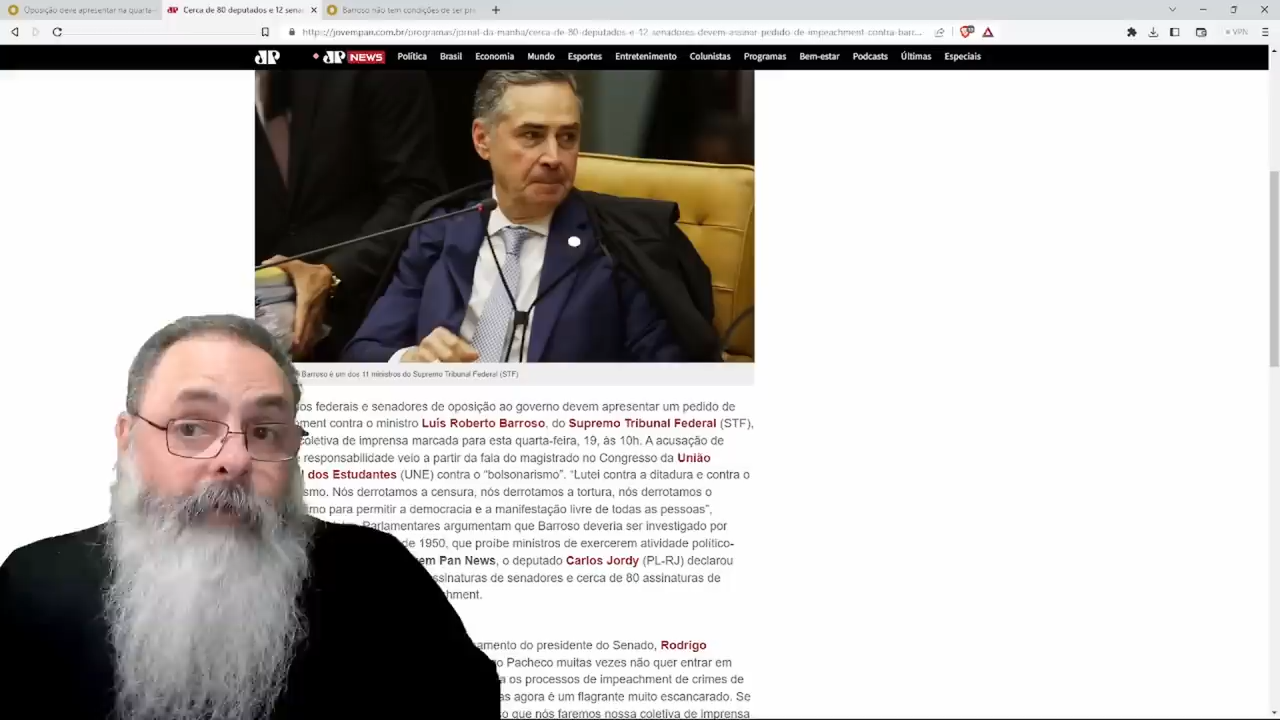 Oposição deve apresentar na quarta-
Cerca de 80 deputados e 12 sena
Barroso não tem condições de ser pr
https://jovempan.com.br/programas/jornal-da-manha/cerca-de-80-deputados-e-12-senadores-devem-assinar-pedido-de-impeachment-contra-barr...
VPN
JP
JP NEWS
Política
Brasil
Economia
Mundo
Esportes
Entretenimento
Colunistas
Programas
Bem-estar
Podcasts
Últimas
Especiais
Barroso é um dos 11 ministros do Supremo Tribunal Federal (STF)
os federais e senadores de oposição ao governo devem apresentar um pedido de
ment contra o ministro Luís Roberto Barroso, do Supremo Tribunal Federal (STF),
coletiva de imprensa marcada para esta quarta-feira, 19, às 10h. A acusação de
responsabilidade veio a partir da fala do magistrado no Congresso da União
dos Estudantes (UNE) contra o “bolsonarismo”. “Lutei contra a ditadura e contra o
smo. Nós derrotamos a censura, nós derrotamos a tortura, nós derrotamos o
mo para permitir a democracia e a manifestação livre de todas as pessoas”,
Parlamentares argumentam que Barroso deveria ser investigado por
de 1950, que proíbe ministros de exercerem atividade político-
em Pan News, o deputado Carlos Jordy (PL-RJ) declarou
ssinaturas de senadores e cerca de 80 assinaturas de
hment.
amento do presidente do Senado, Rodrigo
o Pacheco muitas vezes não quer entrar em
a os processos de impeachment de crimes de
as agora é um flagrante muito escancarado. Se
so que nós faremos nossa coletiva de imprensa